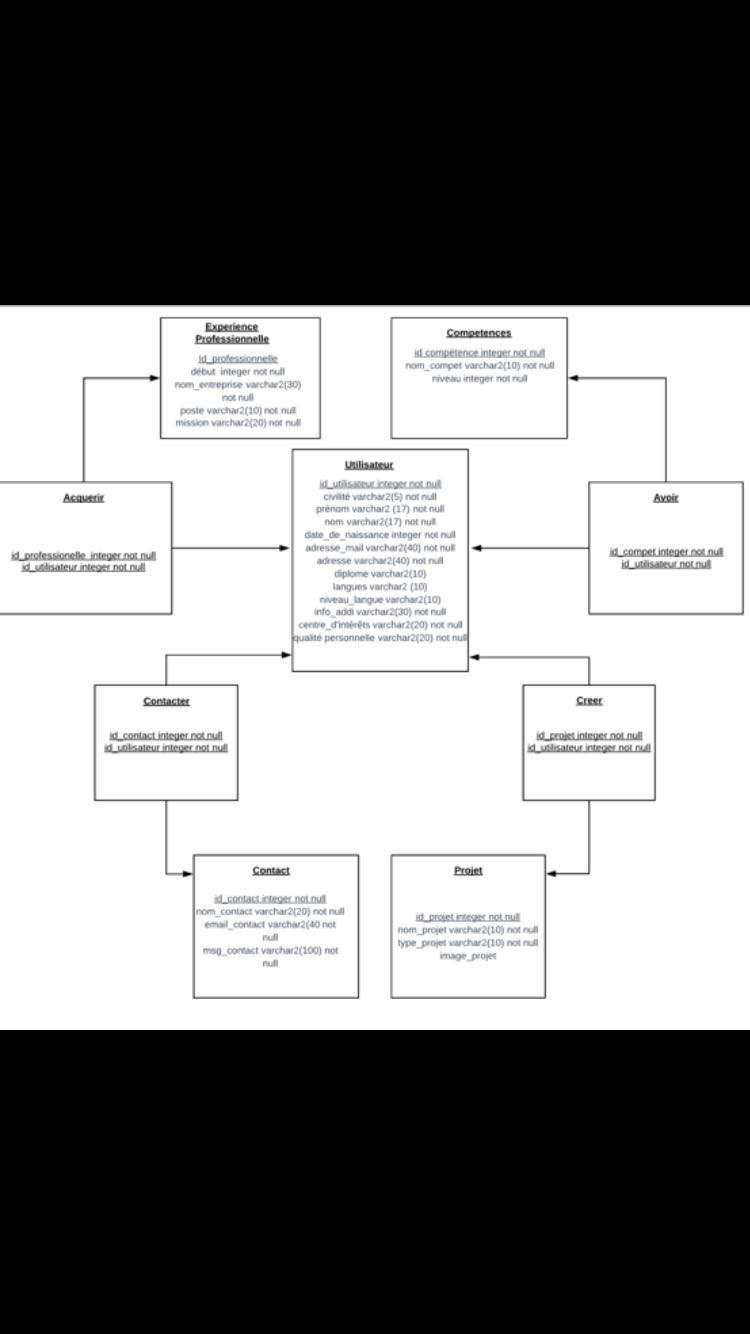 Experience
Professionnelle
Id_professionnelle
début integer not null
nom_entreprise varchar2(30)
not null
poste varchar2(10) not null
mission varchar2(20) not null
Competences
id compétence integer not null
nom_compet varchar2(10) not null
niveau integer not null
Utilisateur
id_utilisateur integer not null
civilité varchar2(5) not null
prénom varchar2 (17) not null
nom varchar2(17) not null
date_de_naissance integer not null
adresse_mail varchar2(40) not null
adresse varchar2(40) not null
diplome varchar2(10)
langues varchar2 (10)
niveau_langue varchar2(10)
info_addi varchar2(30) not null
centre_d'intérêts varchar2(20) not null
qualité personnelle varchar2(20) not null
Acquerir
id_professionelle integer not null
id_utilisateur integer not null
Avoir
id_compet integer not null
id_utilisateur not null
Contacter
id_contact integer not null
id_utilisateur integer not null
Creer
id_projet integer not null
id_utilisateur integer not null
Contact
id_contact integer not null
nom_contact varchar2(20) not null
email_contact varchar2(40 not
null
msg_contact varchar2(100) not
null
Projet
id_projet integer not null
nom_projet varchar2(10) not null
type_projet varchar2(10) not null
image_projet